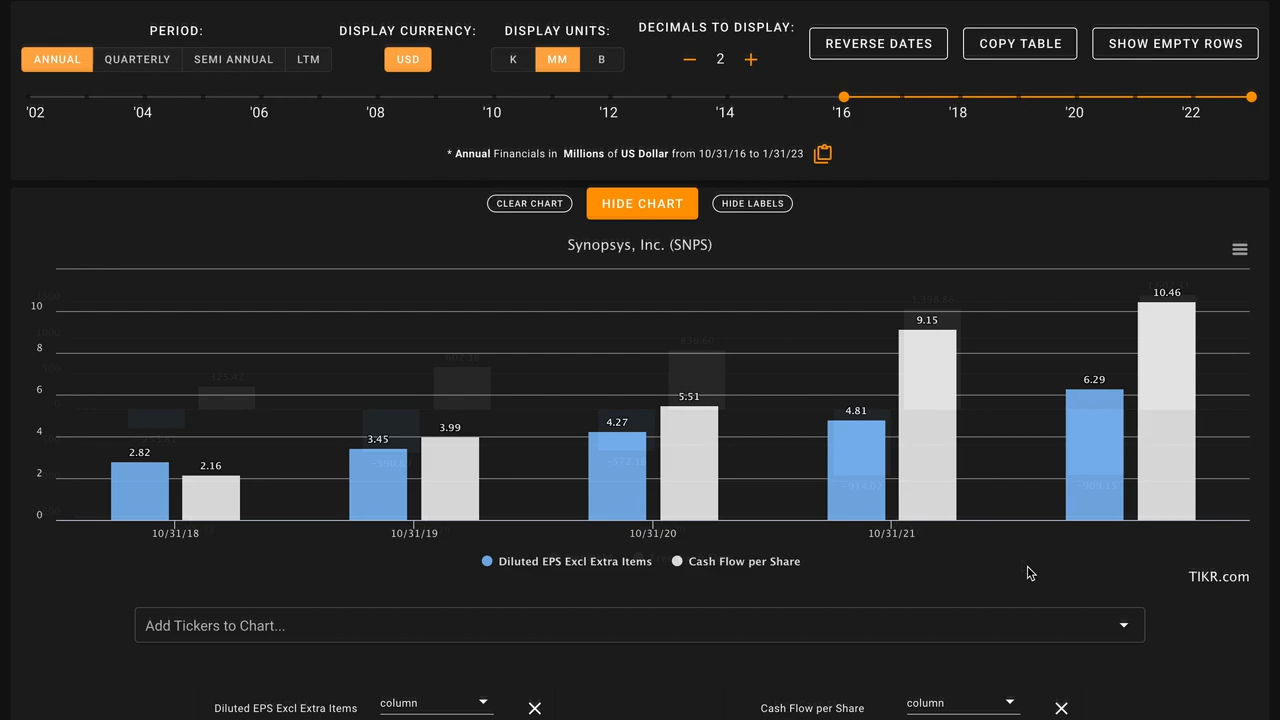 PERIOD:
DISPLAY CURRENCY:
DISPLAY UNITS:
DECIMALS TO DISPLAY:
ANNUAL QUARTERLY SEMI ANNUAL LTM
USD
K MM B
2
REVERSE DATES
COPY TABLE
SHOW EMPTY ROWS
'02 '04 '06 '08 '10 '12 '14 '16 '18 '20 '22
* Annual Financials in Millions of US Dollar from 10/31/16 to 1/31/23
CLEAR CHART
HIDE CHART
HIDE LABELS
Synopsys, Inc. (SNPS)
10
8
6
4
2
0
2.82
2.16
3.45
3.99
4.27
5.51
4.81
9.15
6.29
10.46
10/31/18 10/31/19 10/31/20 10/31/21
Diluted EPS Excl Extra Items Cash Flow per Share
TIKR.com
Add Tickers to Chart...
Diluted EPS Excl Extra Items column
Cash Flow per Share column